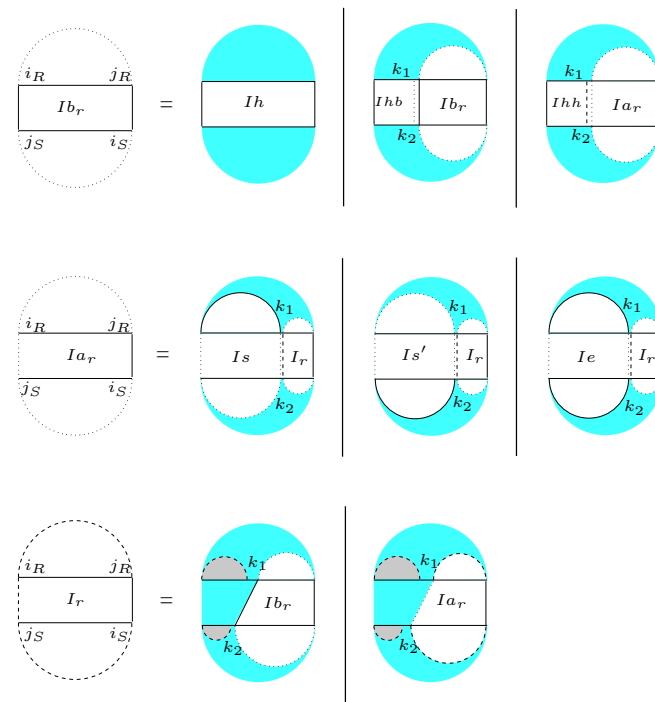 i_R j_R k_1 k_1
Ib_r = Ih Ihb Ib_r Ihh Ia_r
j_S i_S k_2 k_2
i_R j_R k_1 k_1 k_1
Ia_r = Is I_r Is' I_r Ie I_r
j_S i_S k_2 k_2 k_2
i_R j_R k_1 k_1
I_r = Ib_r Ia_r
j_S i_S k_2 k_2